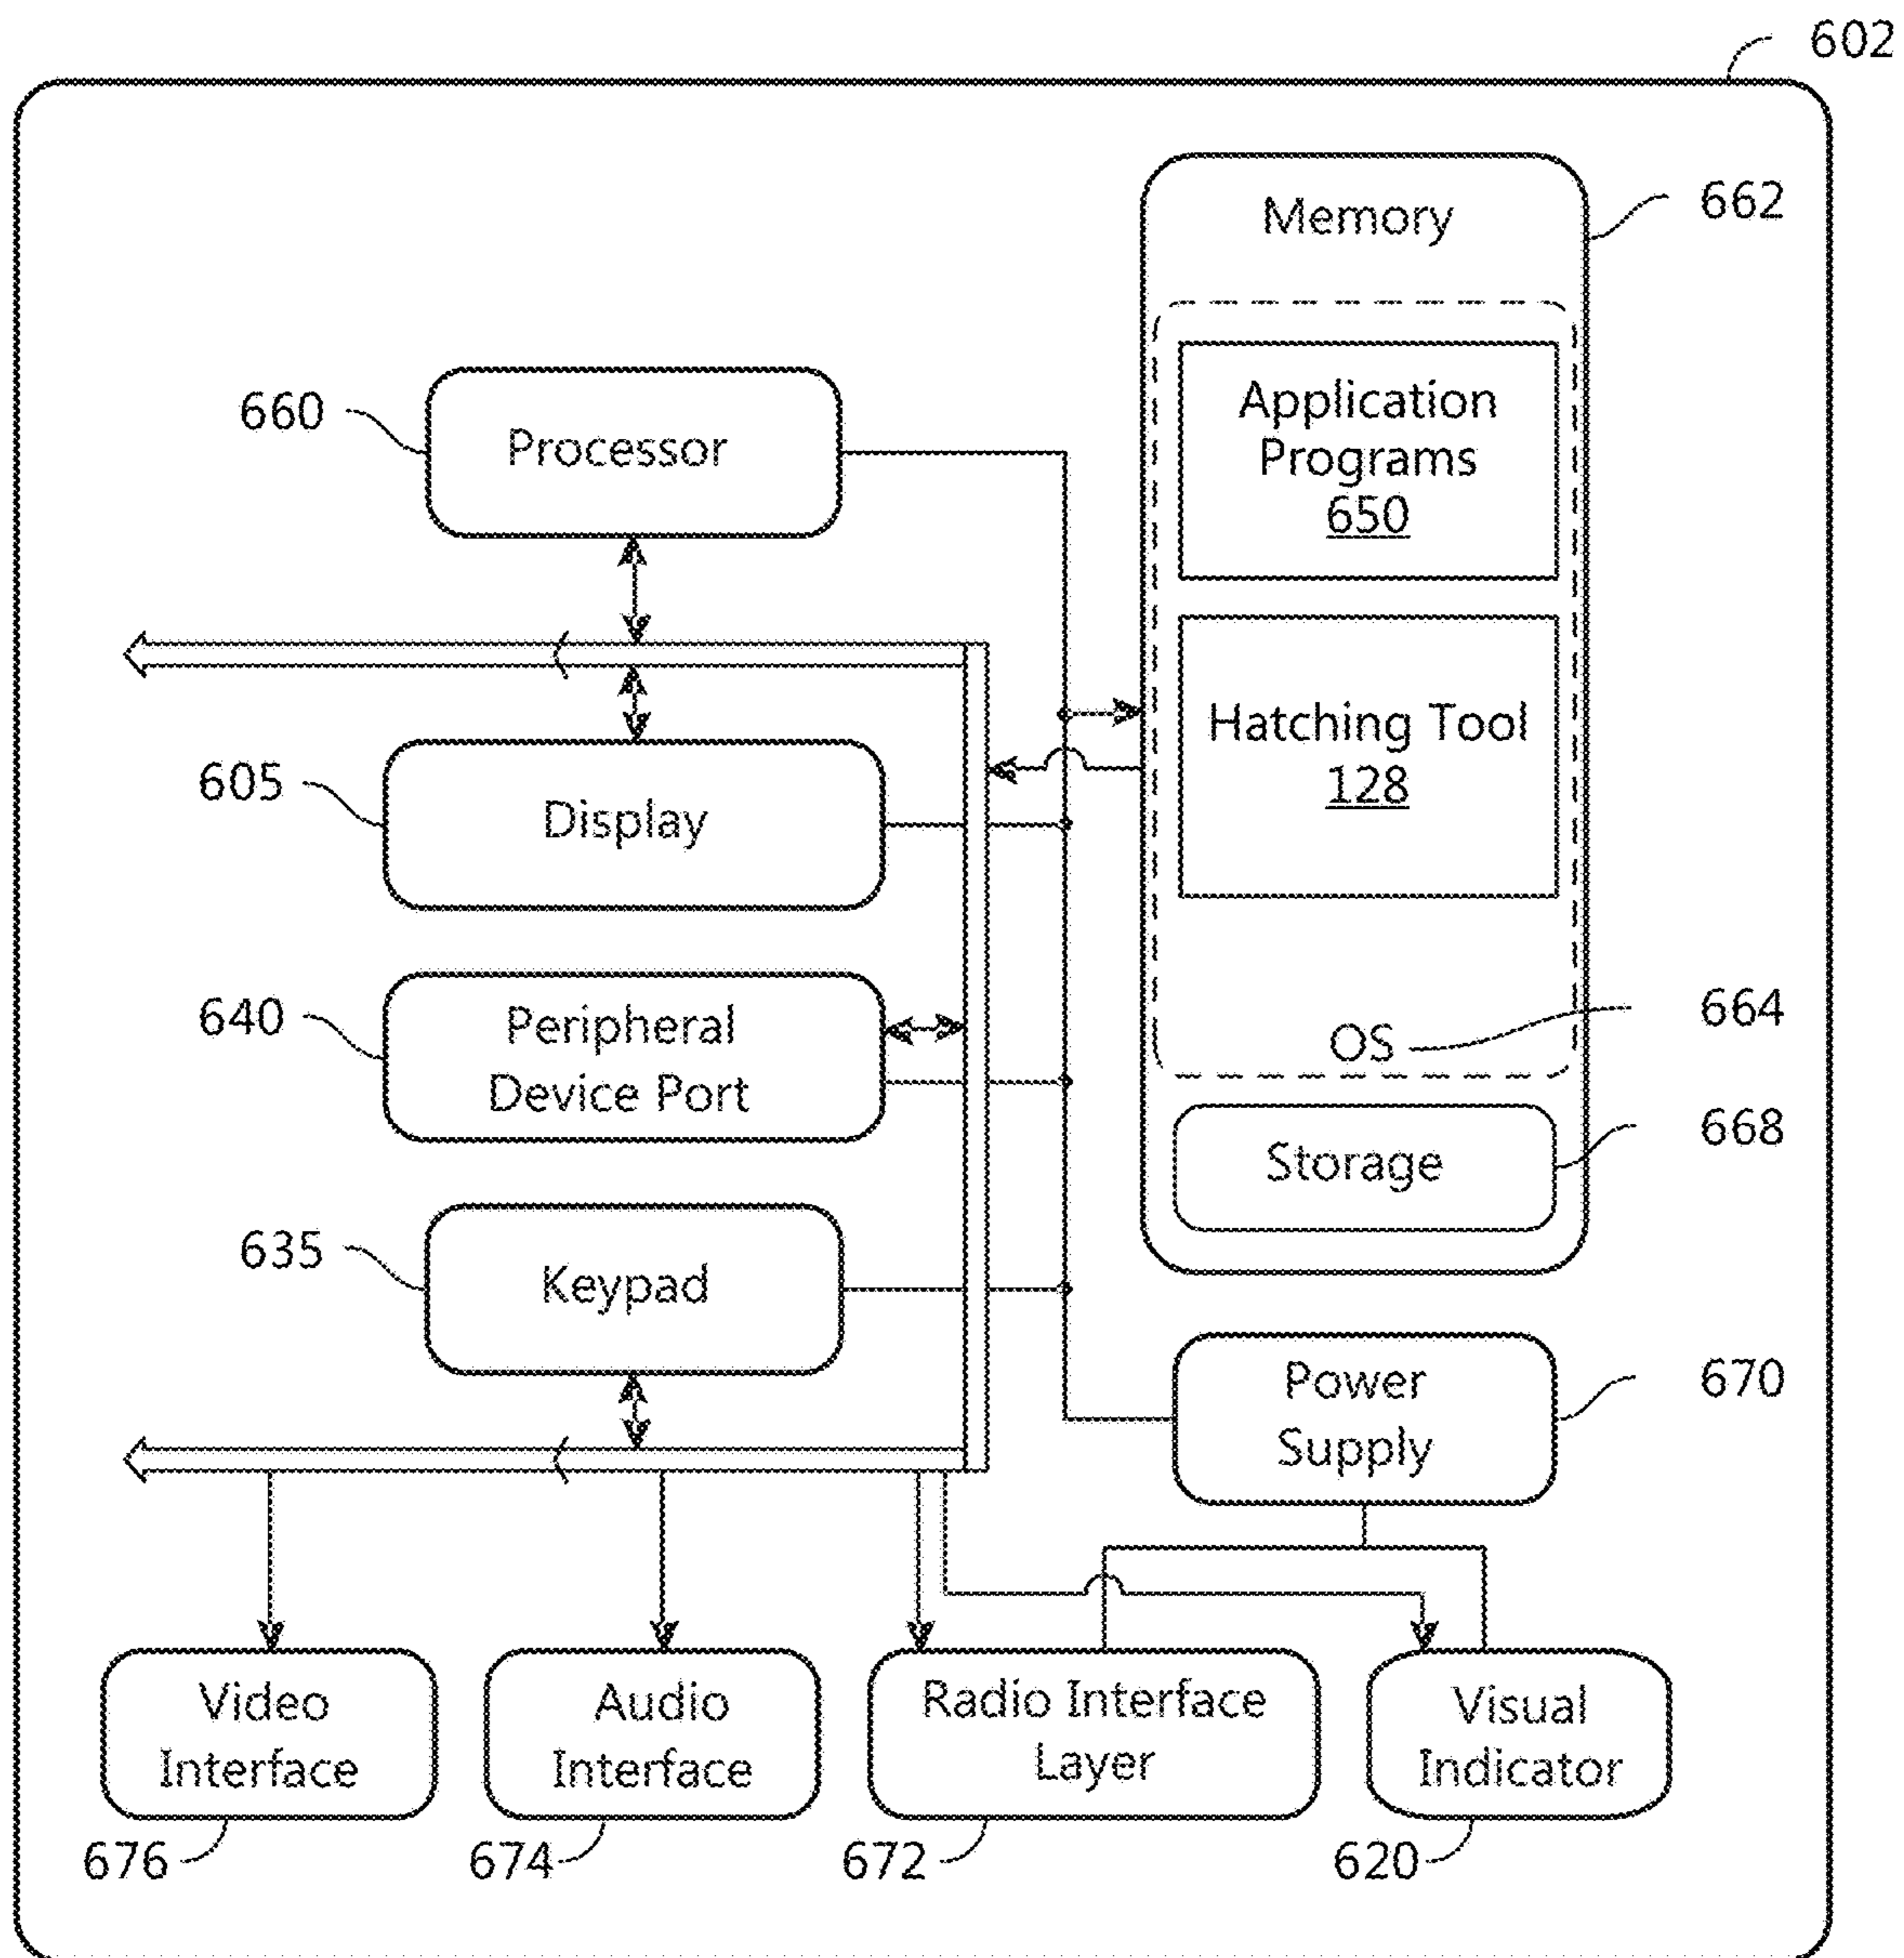 602
Memory
662
Application
Programs
650
660
Processor
Hatching Tool
128
605
Display
640
Peripheral
Device Port
OS
664
Storage
668
635
Keypad
Power
Supply
670
Video
Interface
Audio
Interface
Radio Interface
Layer
Visual
Indicator
676
674
672
620